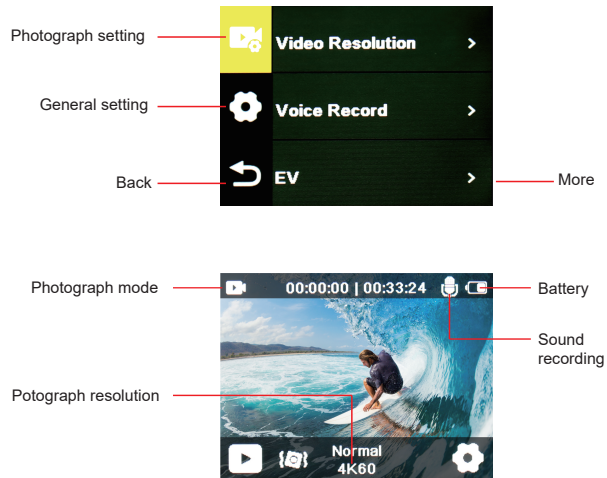 Photograph setting
Video Resolution
General setting
Voice Record
Back
EV
More
Photograph mode
00:00:00 | 00:33:24
Battery
Sound
recording
Potograph resolution
Normal
4K60